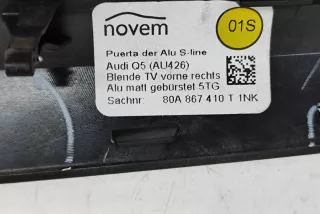 novem
01S
Puerta der Alu S-line
Audi Q5 (AU426)
Blende TV vorne rechts
Alu matt gebürstet 5TG
Sachnr: 80A 867 410 T 1NK